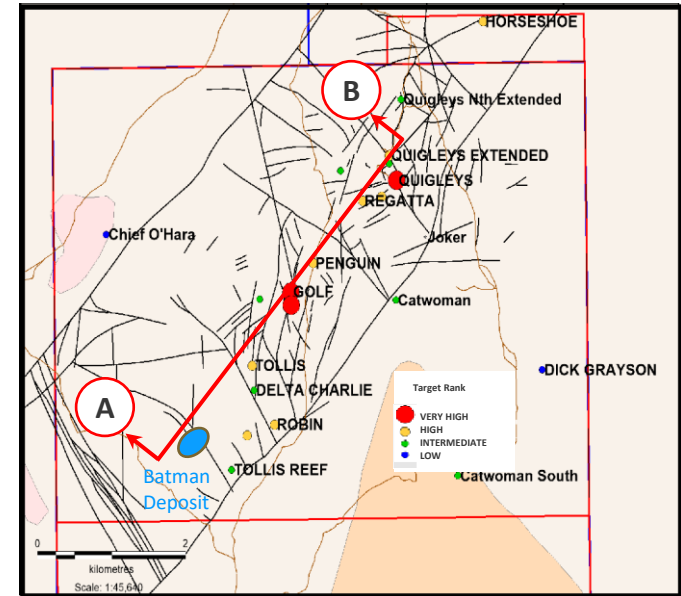 HORSESHOE
B
Quigleys Nth Extended
QUIGLEYS EXTENDED
QUIGLEYS
REGATTA
Chief O'Hara
Joker
PENGUIN
GOLF
Catwoman
TOLLIS
DICK GRAYSON
DELTA CHARLIE
Target Rank
VERY HIGH
HIGH
INTERMEDIATE
LOW
A
ROBIN
Batman
Deposit
TOLLIS REEF
Catwoman South
0 2
kilometres
Scale: 1:45,640